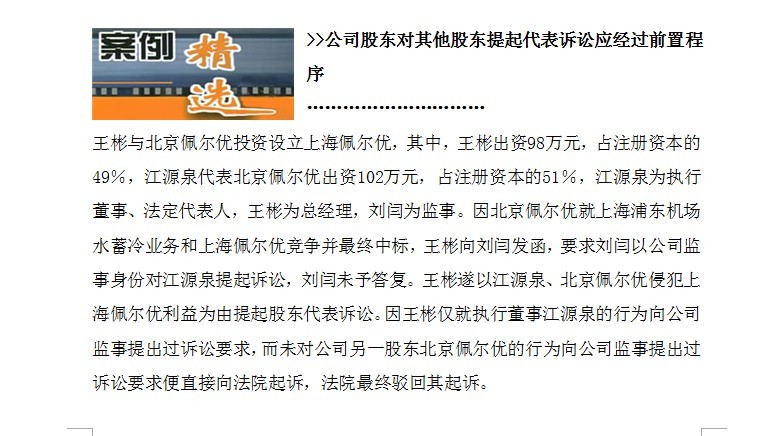 案例
精
选
>>公司股东对其他股东提起代表诉讼应经过前置程
序
…………………………
王彬与北京佩尔优投资设立上海佩尔优，其中，王彬出资98万元，占注册资本的
49％，江源泉代表北京佩尔优出资102万元，占注册资本的51％，江源泉为执行
董事、法定代表人，王彬为总经理，刘闫为监事。因北京佩尔优就上海浦东机场
水蓄冷业务和上海佩尔优竞争并最终中标，王彬向刘闫发函，要求刘闫以公司监
事身份对江源泉提起诉讼，刘闫未予答复。王彬遂以江源泉、北京佩尔优侵犯上
海佩尔优利益为由提起股东代表诉讼。因王彬仅就执行董事江源泉的行为向公司
监事提出过诉讼要求，而未对公司另一股东北京佩尔优的行为向公司监事提出过
诉讼要求便直接向法院起诉，法院最终驳回其起诉。